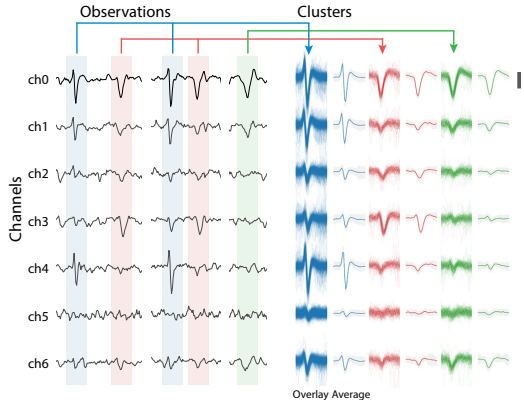 Observations Clusters
Channels
ch0
ch1
ch2
ch3
ch4
ch5
ch6
Overlay Average